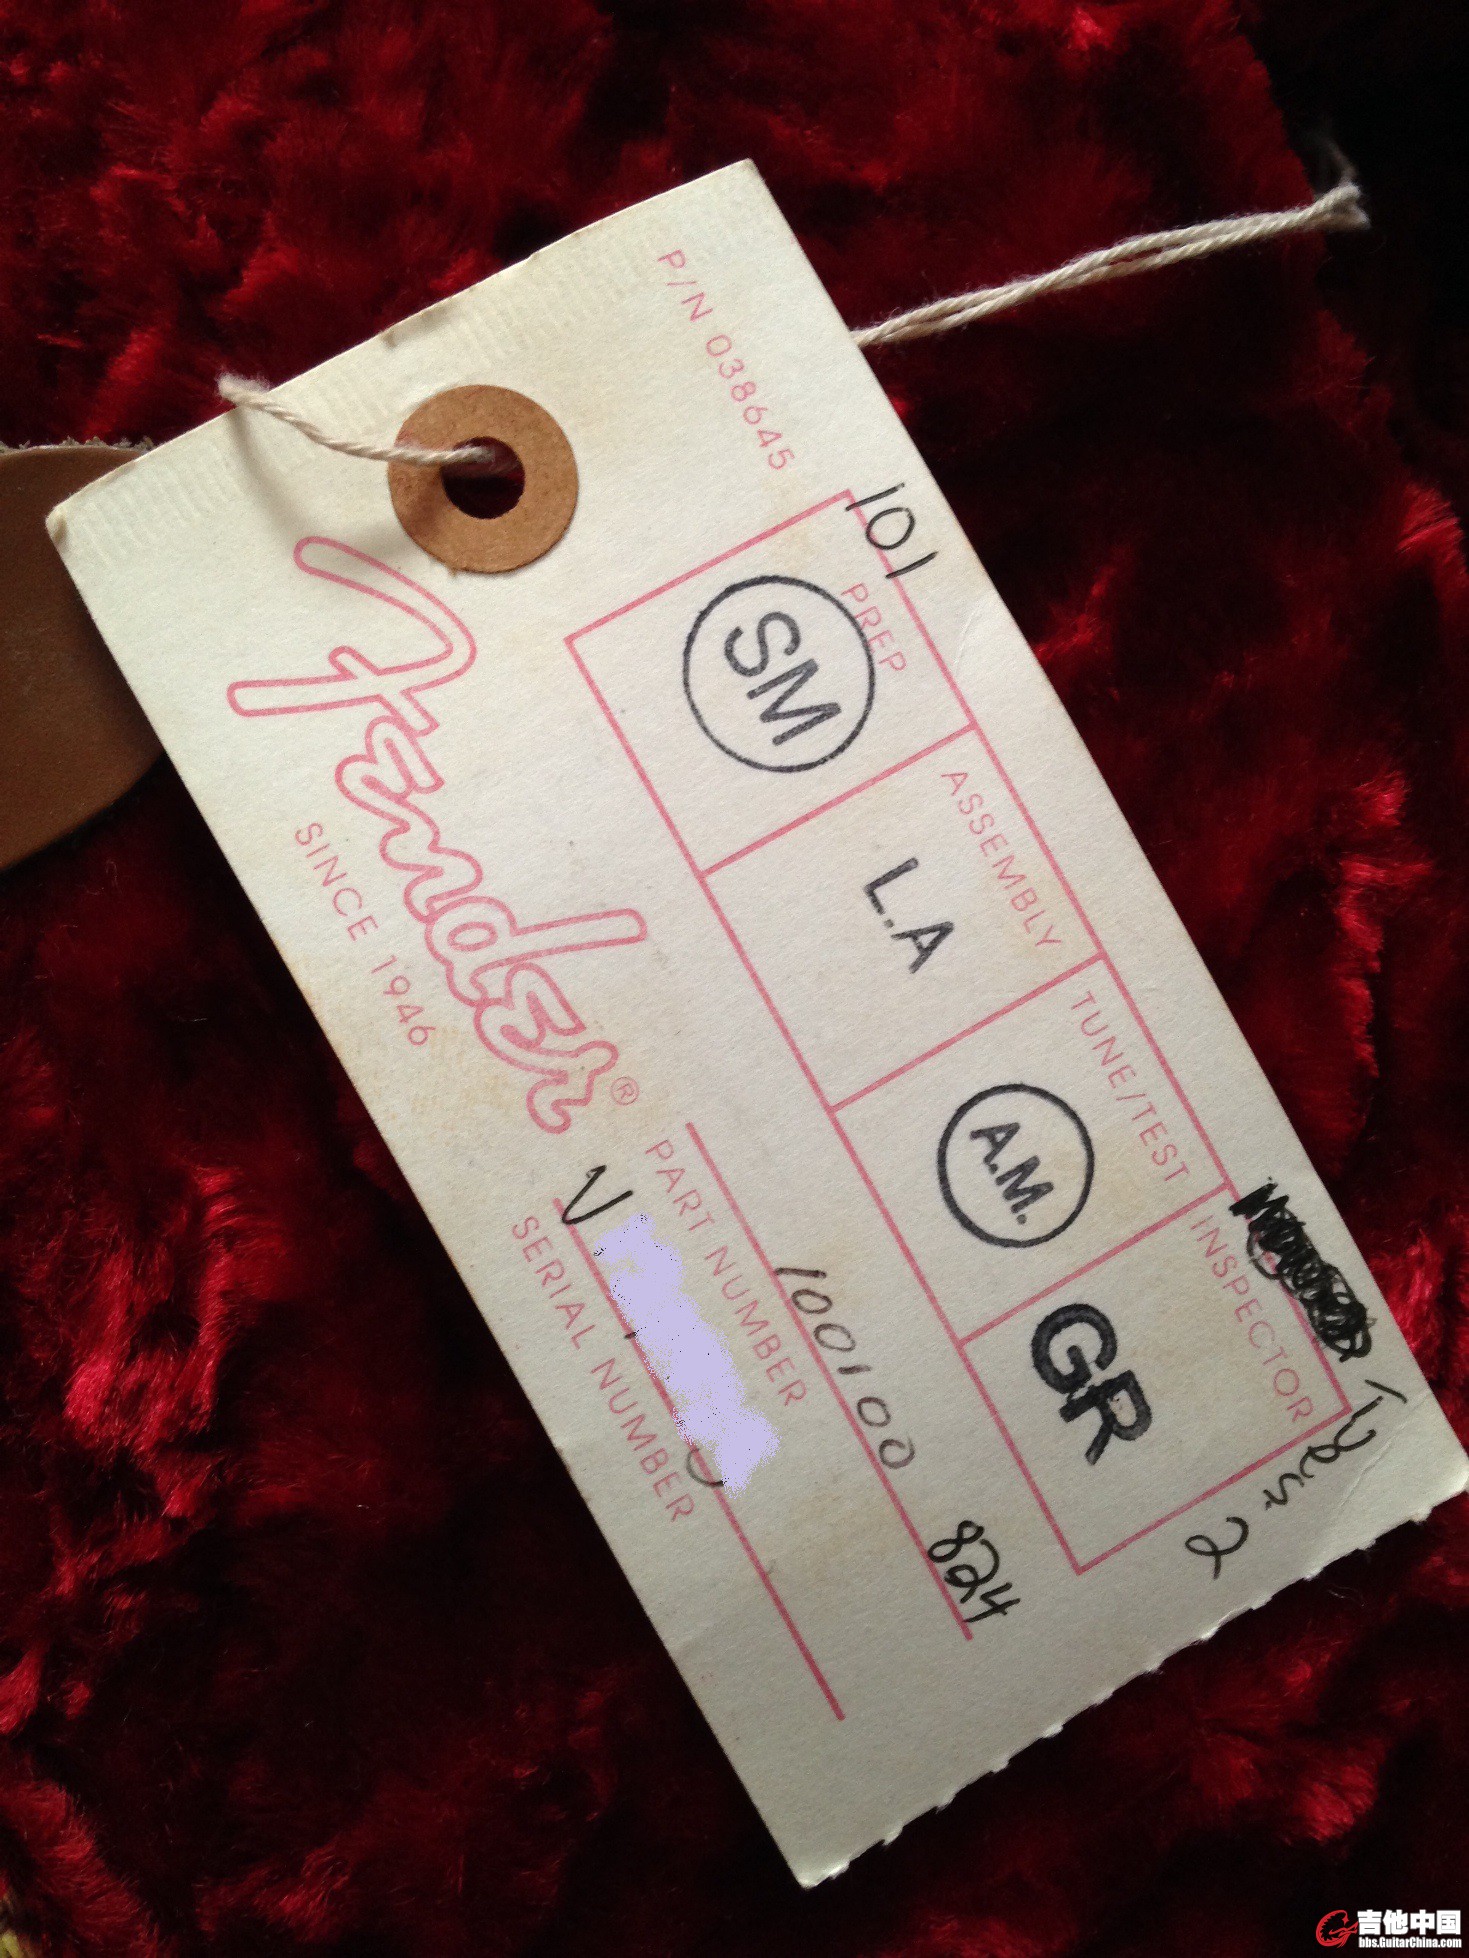 P/N 038645
101
PREP
ASSEMBLY
TUNE/TEST
INSPECTOR
SM
L.A
A.M.
GR
2
Fender®
SINCE 1946
100100
824
PART NUMBER
V
SERIAL NUMBER
吉他中国
bbs.GuitarChina.com